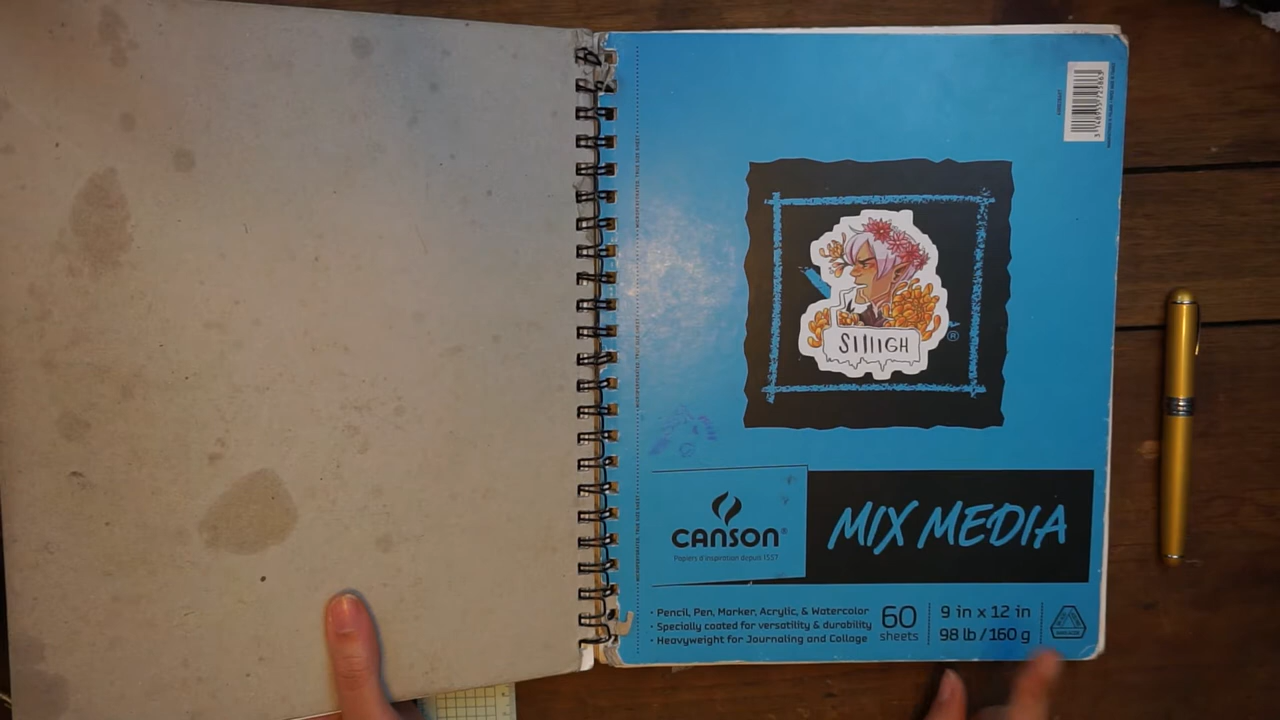 SIIIIGH
®
MIX MEDIA
CANSON®
Papiers d'inspiration depuis 1557
• Pencil, Pen, Marker, Acrylic, & Watercolor
• Specially coated for versatility & durability
• Heavyweight for Journaling and Collage
60
sheets
9 in x 12 in
98 lb / 160 g